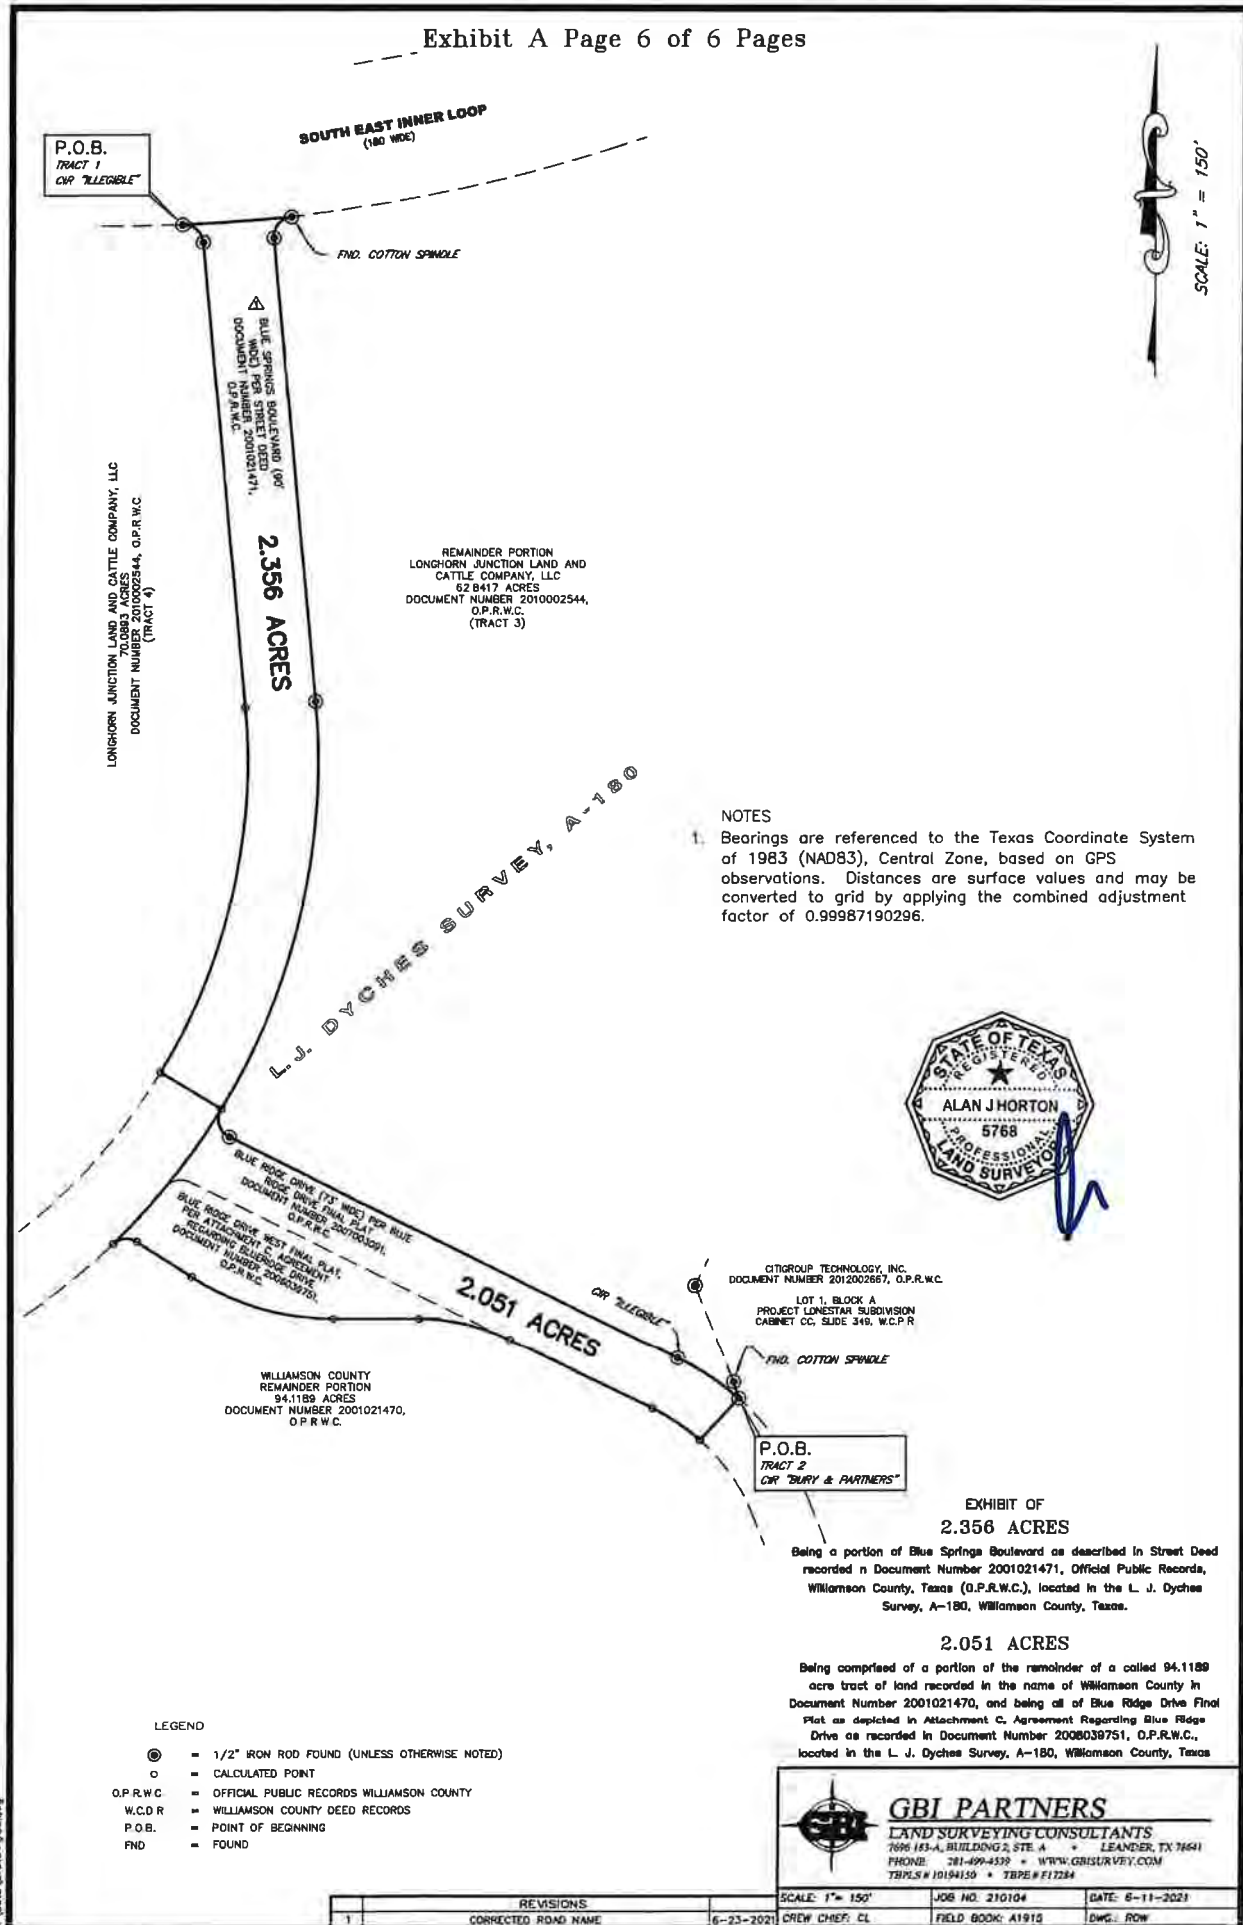 Exhibit A Page 6 of 6 Pages
SOUTH EAST INNER LOOP
(180 WIDE)
P.O.B.
TRACT 1
CIR "ILLEGIBLE"
FND. COTTON SPINDLE
SCALE: 1" = 150'
1
BLUE SPRINGS BOULEVARD (90'
WIDE) PER STREET DEED
DOCUMENT NUMBER 2001021471,
O.P.R.W.C.
2.356 ACRES
LONGHORN JUNCTION LAND AND CATTLE COMPANY, LLC
70.0893 ACRES
DOCUMENT NUMBER 2010002544, O.P.R.W.C.
(TRACT 4)
REMAINDER PORTION
LONGHORN JUNCTION LAND AND
CATTLE COMPANY, LLC
62 8417 ACRES
DOCUMENT NUMBER 2010002544,
O.P.R.W.C.
(TRACT 3)
L.J. DYCHES SURVEY, A-180
NOTES
1. Bearings are referenced to the Texas Coordinate System
of 1983 (NAD83), Central Zone, based on GPS
observations. Distances are surface values and may be
converted to grid by applying the combined adjustment
factor of 0.99987190296.
STATE OF TEXAS
REGISTERED
ALAN J HORTON
5768
PROFESSIONAL
LAND SURVEYOR
BLUE RIDGE DRIVE (73' WIDE) PER BLUE
RIDGE DRIVE FINAL PLAT
DOCUMENT NUMBER 2007003091,
O.P.R.W.C.
BLUE RIDGE DRIVE WEST FINAL PLAT,
PER ATTACHMENT C, AGREEMENT
REGARDING BLUERIDGE DRIVE
DOCUMENT NUMBER 2006039751,
O.P.R.W.C.
2.051 ACRES
CIR "ILLEGIBLE"
CITIGROUP TECHNOLOGY, INC.
DOCUMENT NUMBER 2012002667, O.P.R.W.C.
LOT 1, BLOCK A
PROJECT LONESTAR SUBDIVISION
CABINET CC, SLIDE 349, W.C.P R
FND. COTTON SPINDLE
WILLIAMSON COUNTY
REMAINDER PORTION
94.1189 ACRES
DOCUMENT NUMBER 2001021470,
O P R W C.
P.O.B.
TRACT 2
CIR "BURY & PARTNERS"
EXHIBIT OF
2.356 ACRES
Being a portion of Blue Springs Boulevard as described in Street Deed
recorded n Document Number 2001021471, Official Public Records,
Williamson County, Texas (O.P.R.W.C.), located in the L. J. Dyches
Survey, A-180, Williamson County, Texas.
2.051 ACRES
Being comprised of a portion of the remainder of a called 94.1189
acre tract of land recorded in the name of Williamson County in
Document Number 2001021470, and being all of Blue Ridge Drive Final
Plat as depicted in Attachment C, Agreement Regarding Blue Ridge
Drive as recorded in Document Number 2006039751, O.P.R.W.C.,
located in the L J. Dyches Survey, A-180, Williamson County, Texas
LEGEND
= 1/2" IRON ROD FOUND (UNLESS OTHERWISE NOTED)
= CALCULATED POINT
O.P R.W C = OFFICIAL PUBLIC RECORDS WILLIAMSON COUNTY
W.C.D R = WILLIAMSON COUNTY DEED RECORDS
P O.B. = POINT OF BEGINNING
FND = FOUND
GBI
GBI PARTNERS
LAND SURVEYING CONSULTANTS
7696 183-A, BUILDING 2, STE. A • LEANDER, TX 78641
PHONE: 281-499-4539 • WWW.GBISURVEY.COM
TBPLS # 10194150 • TBPE # F17284
REVISIONS
1 CORRECTED ROAD NAME 6-23-2021
SCALE: 1"= 150' JOB NO. 210104 DATE: 6-11-2021
CREW CHIEF: CL FIELD BOOK: A1915 DWG.: ROW